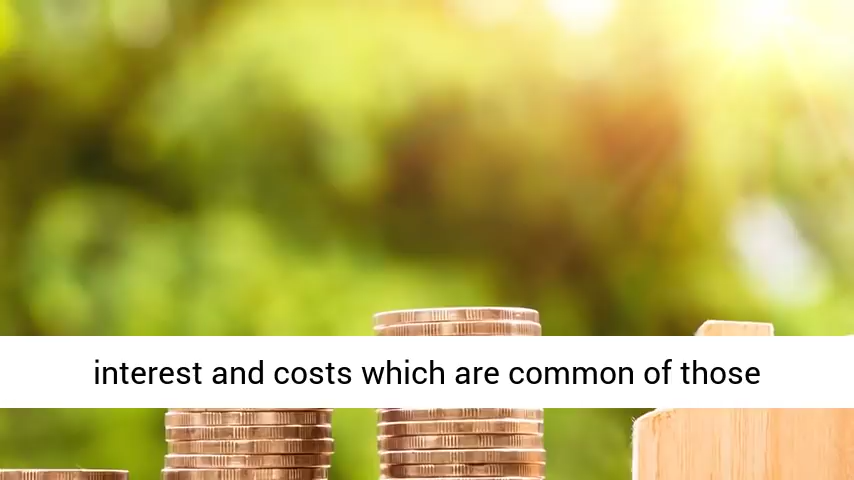 interest and costs which are common of those